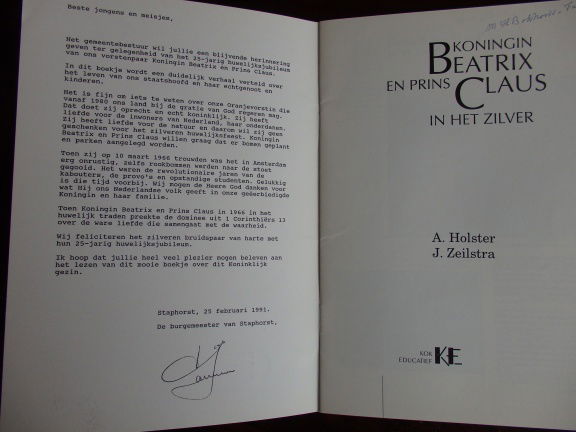 Beste jongens en meisjes,
Het gemeentebestuur wil jullie een blijvende herinnering
geven ter gelegenheid van het 25-jarig huwelijksjubileum
van ons vorstenpaar Koningin Beatrix en Prins Claus.
In dit boekje wordt een duidelijk verhaal verteld over
het leven van ons staatshoofd en haar echtgenoot en
kinderen.
Het is fijn om iets te weten over onze Oranjevorstin die
vanaf 1980 ons land bij de gratie van God regeren mag.
Dat doet zij oprecht en echt koninklijk. Zij heeft
liefde voor de inwoners van Nederland, haar onderdanen.
Zij heeft liefde voor de natuur en daarom wil zij geen
geschenken voor het zilveren huwelijksfeest. Koningin
Beatrix en Prins Claus willen graag dat er bomen geplant
en parken aangelegd worden.
Toen zij op 10 maart 1966 trouwden was het in Amsterdam
erg onrustig, zelfs rookbommen werden naar de stoet
gegooid. Het waren de revolutionaire jaren van de
kabouters, de provo's en opstandige studenten. Gelukkig
is die tijd voorbij. Wij mogen de Heere God danken voor
wat Hij ons Nederlandse volk geeft in onze geëerbiedigde
Koningin en haar familie.
Toen Koningin Beatrix en Prins Claus in 1966 in het
huwelijk traden preekte de dominee uit 1 Corinthiërs 13
over de ware liefde die samengaat met de waarheid.
Wij feliciteren het zilveren bruidspaar van harte met
hun 25-jarig huwelijksjubileum.
Ik hoop dat jullie heel veel plezier mogen beleven aan
het lezen van dit mooie boekje over dit Koninklijk
gezin.
Staphorst, 25 februari 1991.
De burgemeester van Staphorst,
KONINGIN
BEATRIX
EN PRINS CLAUS
IN HET ZILVER
A. Holster
J. Zeilstra
KOK
EDUCATIEF
KE